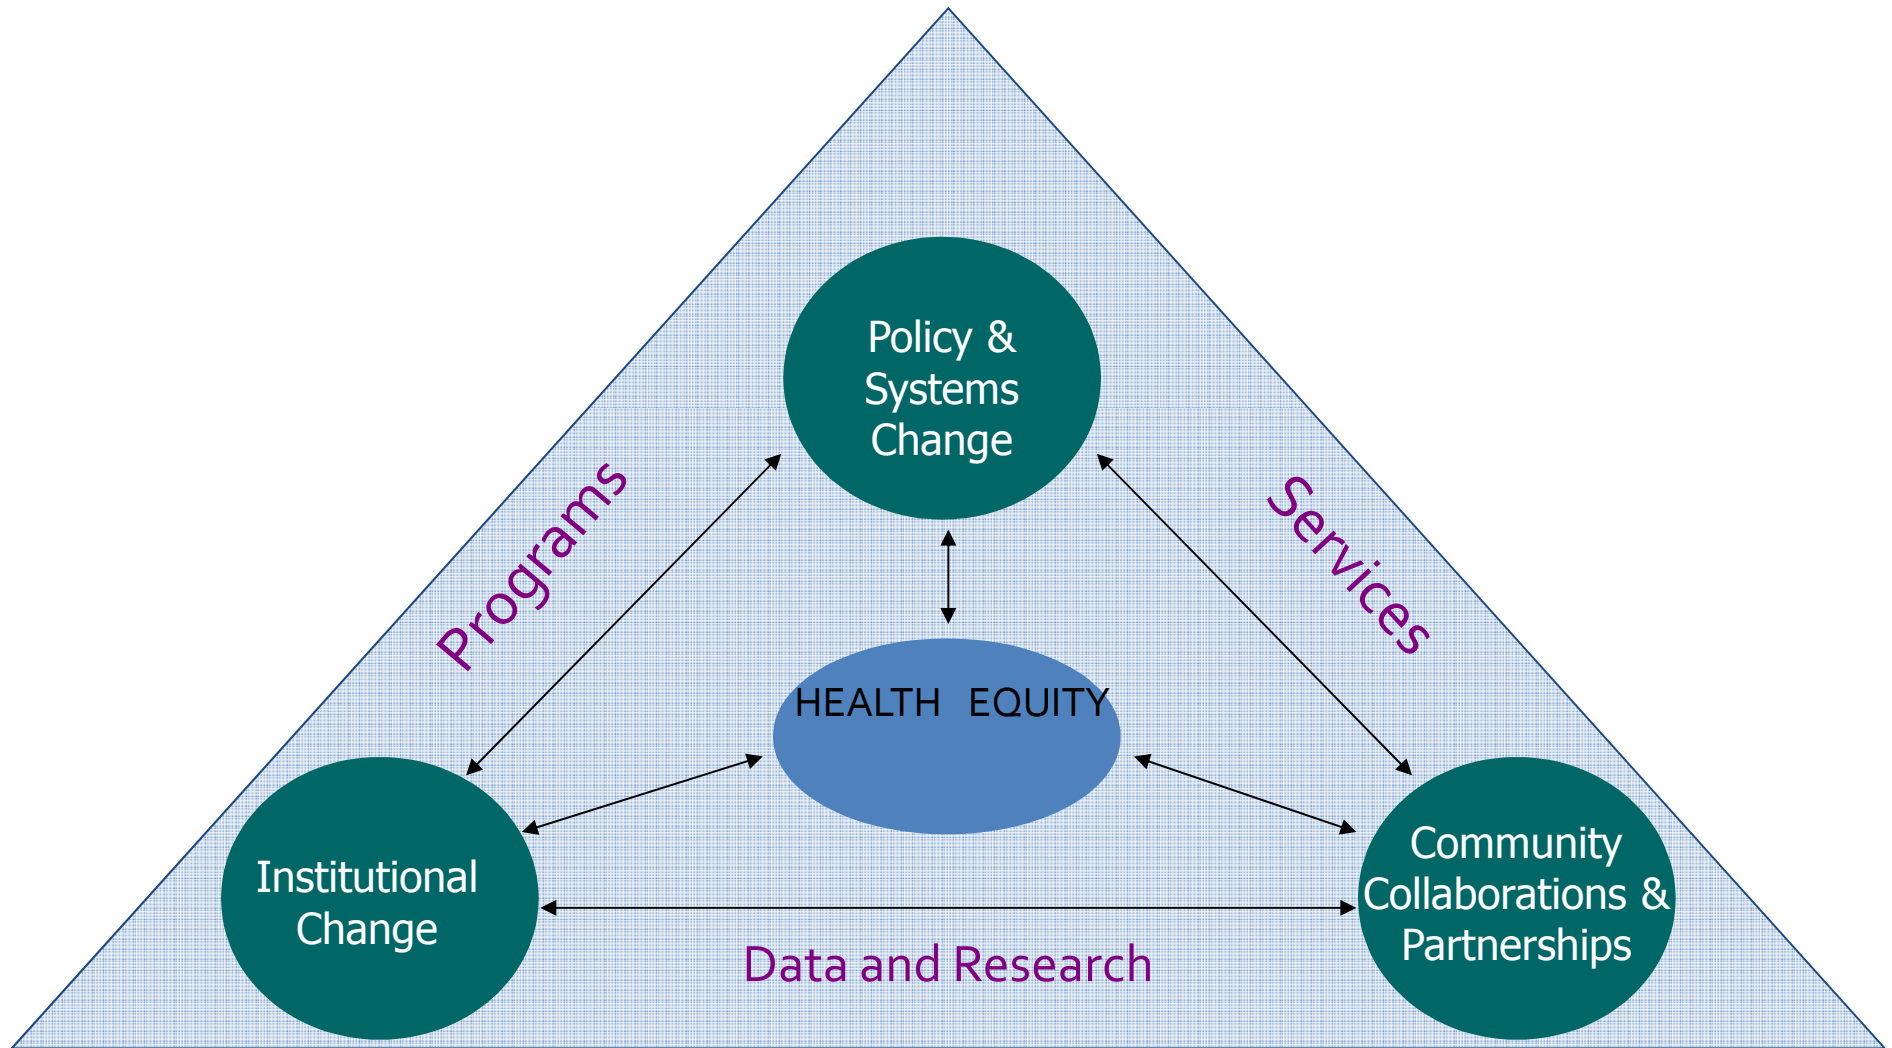 Policy &
Systems
Change
Programs
Services
HEALTH EQUITY
Institutional
Change
Community
Collaborations &
Partnerships
Data and Research